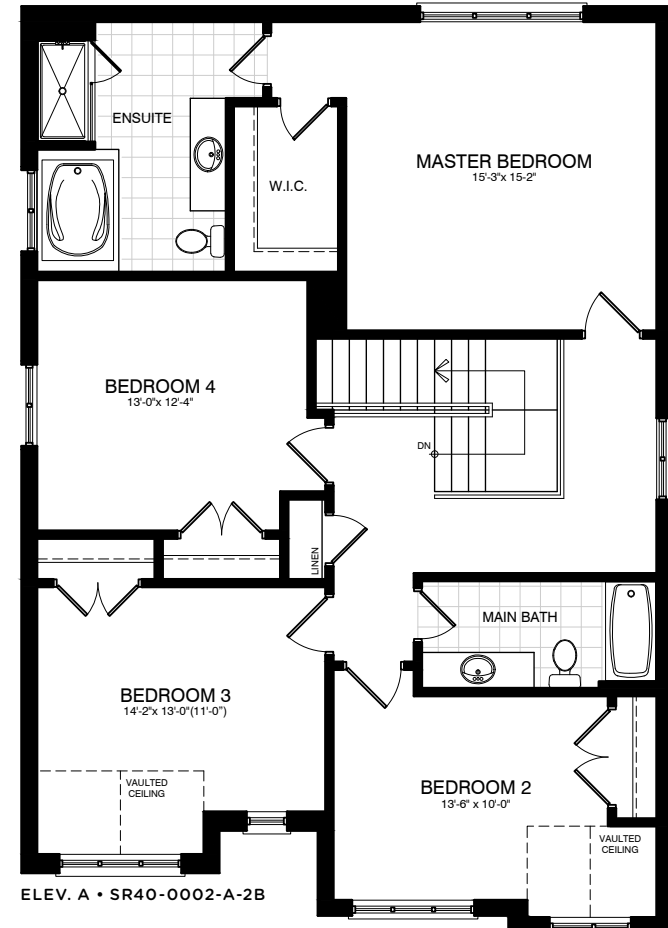 ENSUITE
W.I.C.
MASTER BEDROOM
15'-3"x 15-2"
BEDROOM 4
13'-0"x 12'-4"
DN
LINEN
MAIN BATH
BEDROOM 3
14'-2"x 13'-0"(11'-0")
VAULTED
CEILING
BEDROOM 2
13'-6" x 10'-0"
VAULTED
CEILING
ELEV. A • SR40-0002-A-2B